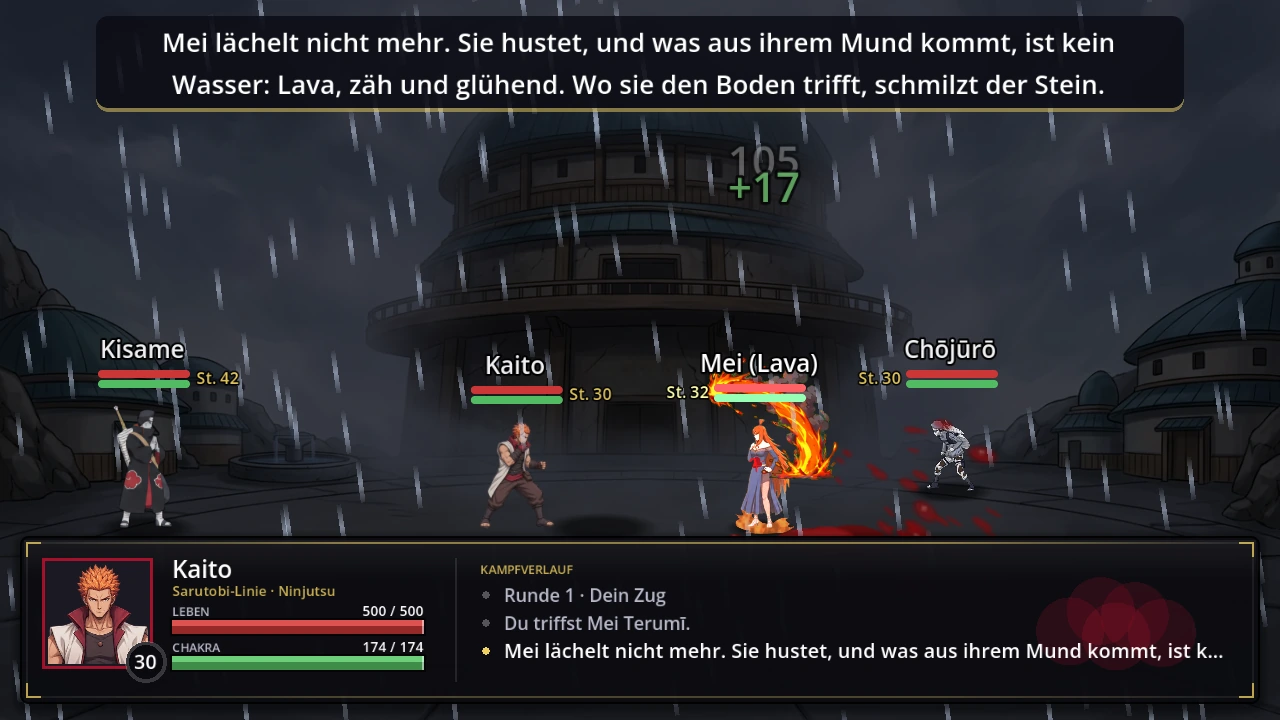 Mei lächelt nicht mehr. Sie hustet, und was aus ihrem Mund kommt, ist kein
Wasser: Lava, zäh und glühend. Wo sie den Boden trifft, schmilzt der Stein.
105
+17
Kisame
St. 42
Kaito
St. 30
Mei (Lava)
St. 32
Chōjūrō
St. 30
Kaito
Sarutobi-Linie · Ninjutsu
LEBEN 500 / 500
CHAKRA 174 / 174
30
KAMPFVERLAUF
Runde 1 · Dein Zug
Du triffst Mei Terumī.
Mei lächelt nicht mehr. Sie hustet, und was aus ihrem Mund kommt, ist k...